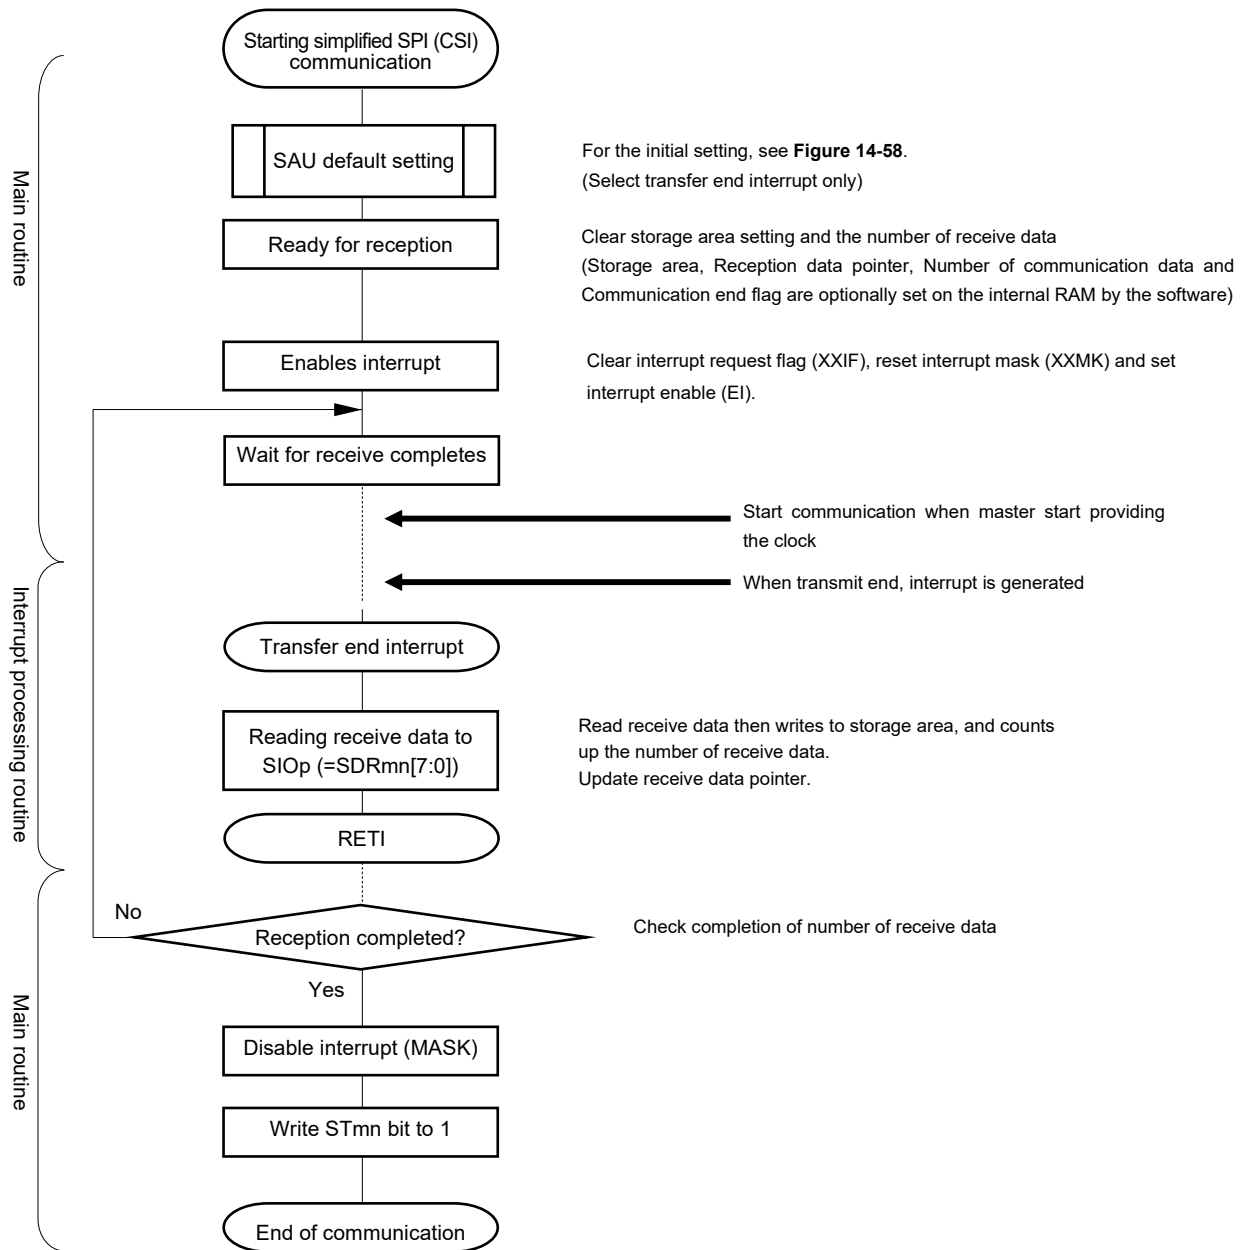 Starting simplified SPI (CSI)
communication
Main routine
SAU default setting
For the initial setting, see Figure 14-58.
(Select transfer end interrupt only)
Ready for reception
Clear storage area setting and the number of receive data
(Storage area, Reception data pointer, Number of communication data and
Communication end flag are optionally set on the internal RAM by the software)
Enables interrupt
Clear interrupt request flag (XXIF), reset interrupt mask (XXMK) and set
interrupt enable (EI).
Wait for receive completes
Start communication when master start providing
the clock
When transmit end, interrupt is generated
Interrupt processing routine
Transfer end interrupt
Reading receive data to
SIOp (=SDRmn[7:0])
Read receive data then writes to storage area, and counts
up the number of receive data.
Update receive data pointer.
RETI
No
Reception completed?
Check completion of number of receive data
Yes
Main routine
Disable interrupt (MASK)
Write STmn bit to 1
End of communication